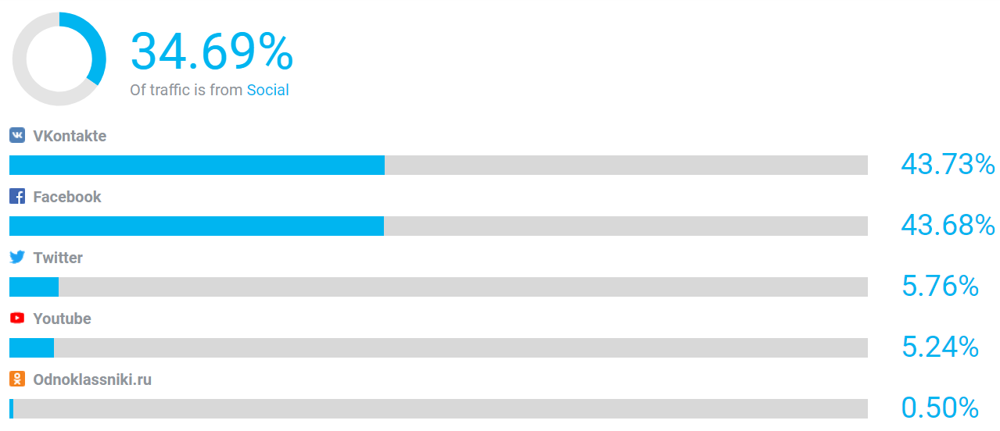 34.69%
Of traffic is from Social
VKontakte
43.73%
Facebook
43.68%
Twitter
5.76%
Youtube
5.24%
Odnoklassniki.ru
0.50%